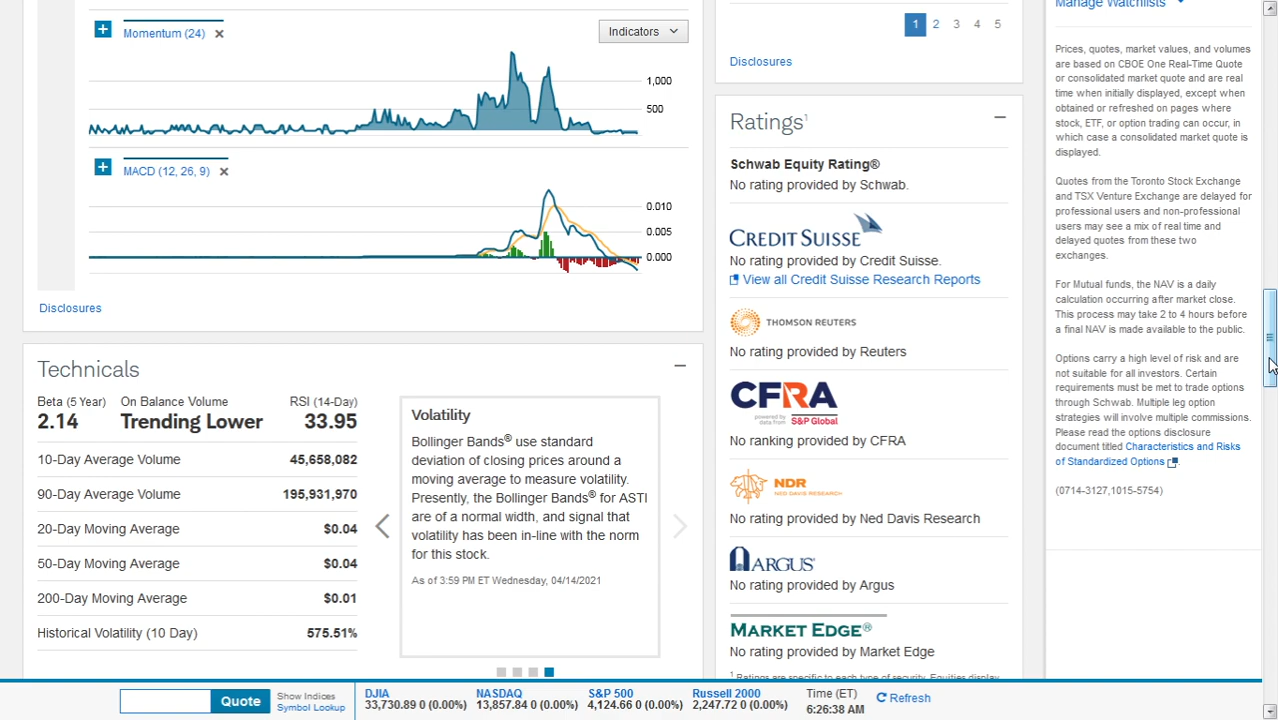 Momentum (24) ×
Indicators
1,000
500
MACD (12, 26, 9) ×
0.010
0.005
0.000
Disclosures
Technicals
Beta (5 Year) On Balance Volume RSI (14-Day)
2.14 Trending Lower 33.95
10-Day Average Volume 45,658,082
90-Day Average Volume 195,931,970
20-Day Moving Average $0.04
50-Day Moving Average $0.04
200-Day Moving Average $0.01
Historical Volatility (10 Day) 575.51%
Volatility
Bollinger Bands® use standard
deviation of closing prices around a
moving average to measure volatility.
Presently, the Bollinger Bands® for ASTI
are of a normal width, and signal that
volatility has been in-line with the norm
for this stock.
As of 3:59 PM ET Wednesday, 04/14/2021
1 2 3 4 5
Disclosures
Ratings¹
Schwab Equity Rating®
No rating provided by Schwab.
CREDIT SUISSE
No rating provided by Credit Suisse.
View all Credit Suisse Research Reports
THOMSON REUTERS
No rating provided by Reuters
CFRA
powered by
data from S&P Global
No ranking provided by CFRA
NDR
NED DAVIS RESEARCH
No rating provided by Ned Davis Research
ARGUS
No rating provided by Argus
MARKET EDGE®
No rating provided by Market Edge
¹ Ratings are specific to each type of security. Equities display
Manage Watchlists
Prices, quotes, market values, and volumes
are based on CBOE One Real-Time Quote
or consolidated market quote and are real
time when initially displayed, except when
obtained or refreshed on pages where
stock, ETF, or option trading can occur, in
which case a consolidated market quote is
displayed.
Quotes from the Toronto Stock Exchange
and TSX Venture Exchange are delayed for
professional users and non-professional
users may see a mix of real time and
delayed quotes from these two
exchanges.
For Mutual funds, the NAV is a daily
calculation occurring after market close.
This process may take 2 to 4 hours before
a final NAV is made available to the public.
Options carry a high level of risk and are
not suitable for all investors. Certain
requirements must be met to trade options
through Schwab. Multiple leg option
strategies will involve multiple commissions.
Please read the options disclosure
document titled Characteristics and Risks
of Standardized Options.
(0714-3127,1015-5754)
Quote
Show Indices
Symbol Lookup
DJIA NASDAQ S&P 500 Russell 2000 Time (ET)
33,730.89 0 (0.00%) 13,857.84 0 (0.00%) 4,124.66 0 (0.00%) 2,247.72 0 (0.00%) 6:26:38 AM
Refresh